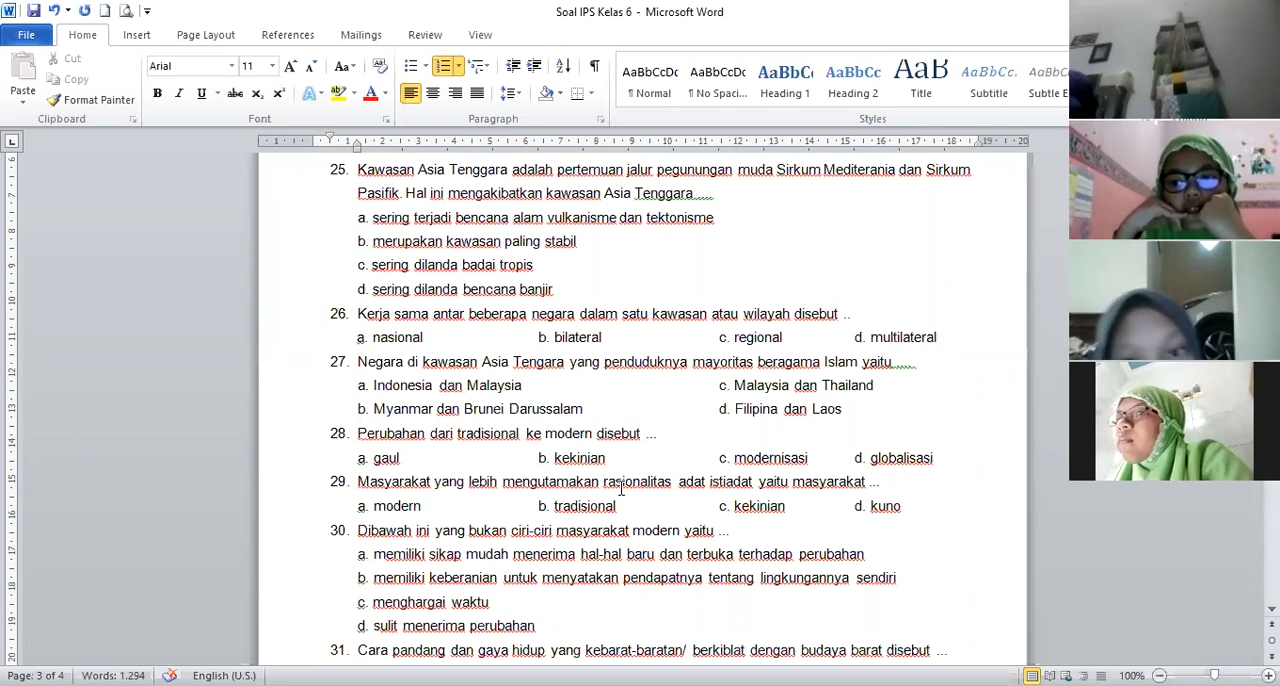 Soal IPS Kelas 6 - Microsoft Word
File Home Insert Page Layout References Mailings Review View
Cut
Copy
Format Painter
Paste
Arial 11
Clipboard Font Paragraph Styles
AaBbCcDc AaBbCcDc AaBbC AaBbCc AaB AaBbCc. AaBbCcD
¶ Normal ¶ No Spaci... Heading 1 Heading 2 Title Subtitle Subtle E
25. Kawasan Asia Tenggara adalah pertemuan jalur pegunungan muda Sirkum Mediterania dan Sirkum
Pasifik. Hal ini mengakibatkan kawasan Asia Tenggara.....
a. sering terjadi bencana alam vulkanisme dan tektonisme
b. merupakan kawasan paling stabil
c. sering dilanda badai tropis
d. sering dilanda bencana banjir
26. Kerja sama antar beberapa negara dalam satu kawasan atau wilayah disebut ...
a. nasional b. bilateral c. regional d. multilateral
27. Negara di kawasan Asia Tengara yang penduduknya mayoritas beragama Islam yaitu......
a. Indonesia dan Malaysia c. Malaysia dan Thailand
b. Myanmar dan Brunei Darussalam d. Filipina dan Laos
28. Perubahan dari tradisional ke modern disebut ...
a. gaul b. kekinian c. modernisasi d. globalisasi
29. Masyarakat yang lebih mengutamakan rasionalitas adat istiadat yaitu masyarakat ...
a. modern b. tradisional c. kekinian d. kuno
30. Dibawah ini yang bukan ciri-ciri masyarakat modern yaitu ...
a. memiliki sikap mudah menerima hal-hal baru dan terbuka terhadap perubahan
b. memiliki keberanian untuk menyatakan pendapatnya tentang lingkungannya sendiri
c. menghargai waktu
d. sulit menerima perubahan
31. Cara pandang dan gaya hidup yang kebarat-baratan/ berkiblat dengan budaya barat disebut ...
Page: 3 of 4 Words: 1.294 English (U.S.) 100%